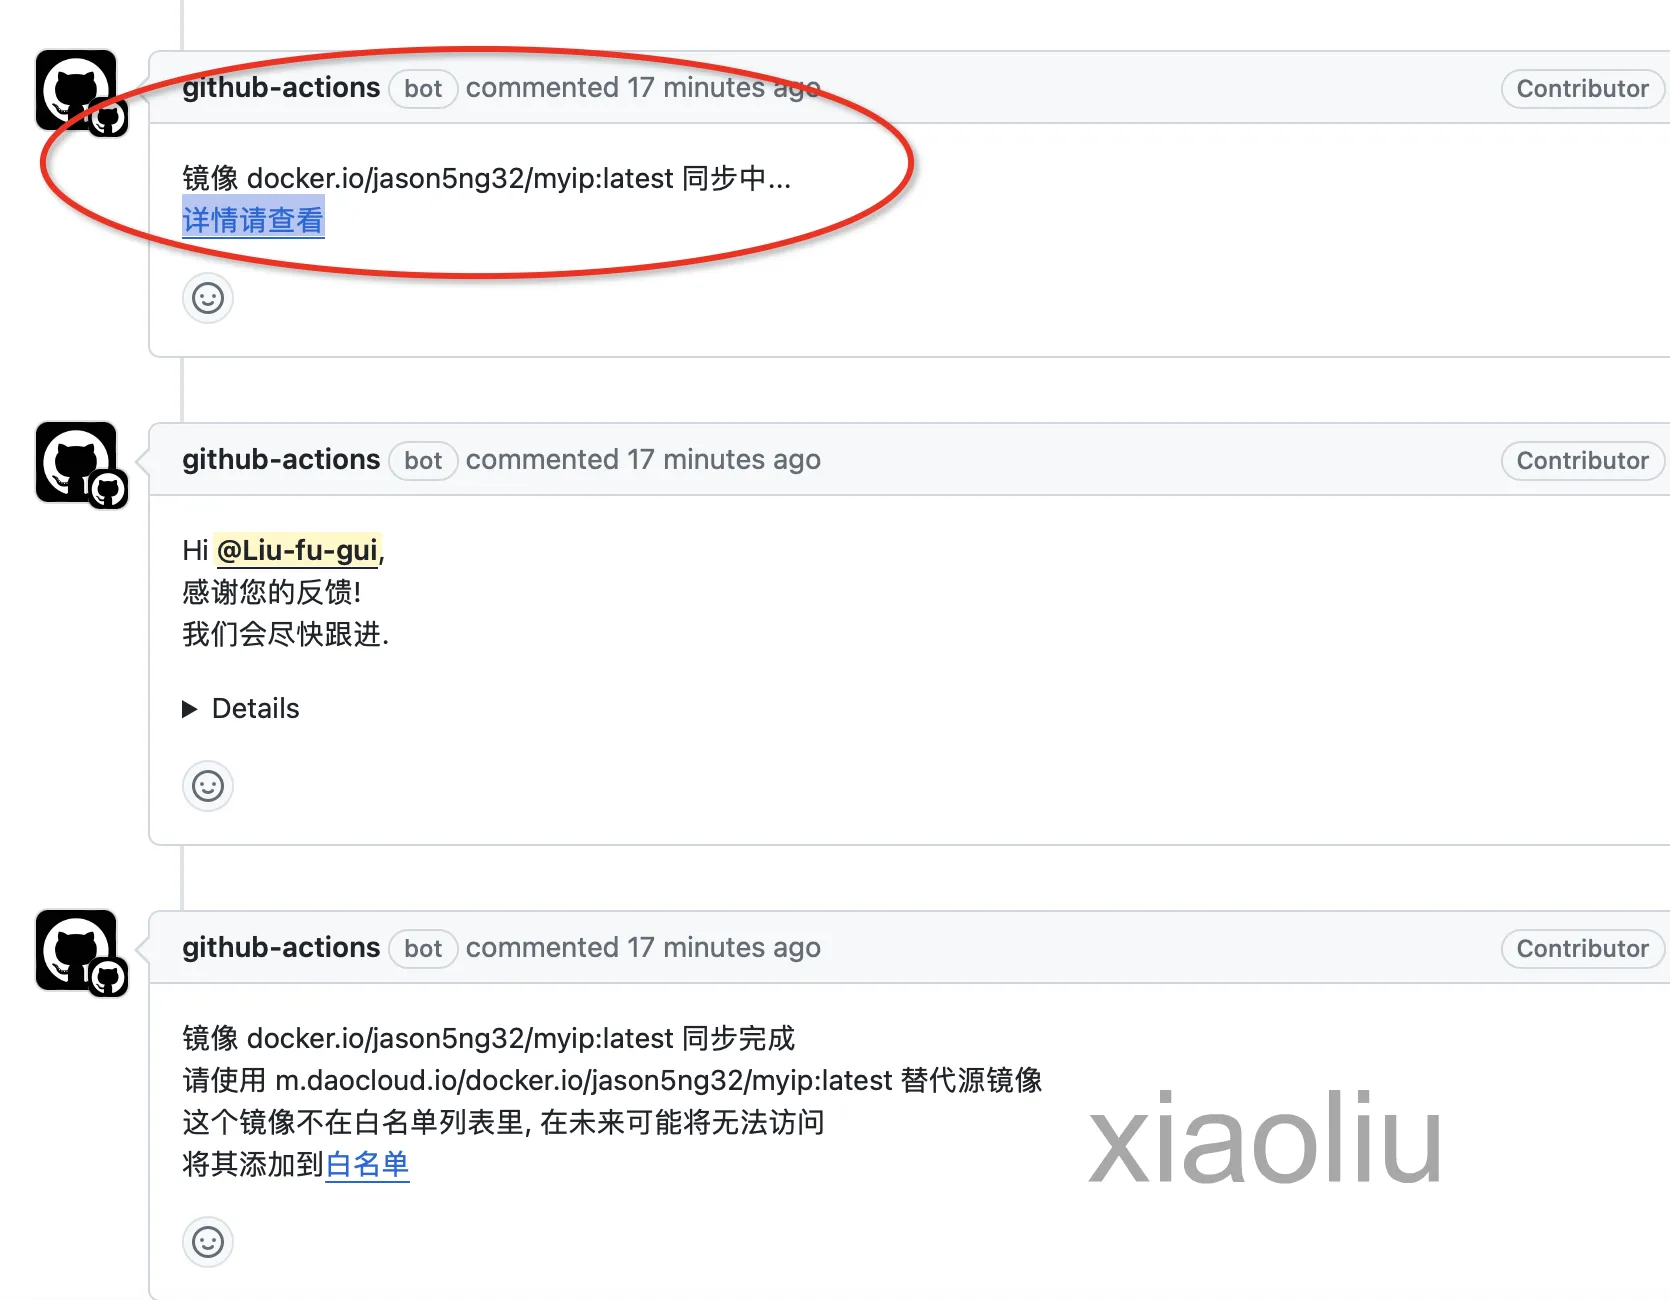 github-actions bot commented 17 minutes ago Contributor
镜像 docker.io/jason5ng32/myip:latest 同步中...
详情请查看
github-actions bot commented 17 minutes ago Contributor
Hi @Liu-fu-gui,
感谢您的反馈!
我们会尽快跟进.
Details
github-actions bot commented 17 minutes ago Contributor
镜像 docker.io/jason5ng32/myip:latest 同步完成
请使用 m.daocloud.io/docker.io/jason5ng32/myip:latest 替代源镜像
这个镜像不在白名单列表里, 在未来可能将无法访问
将其添加到白名单
xiaoliu